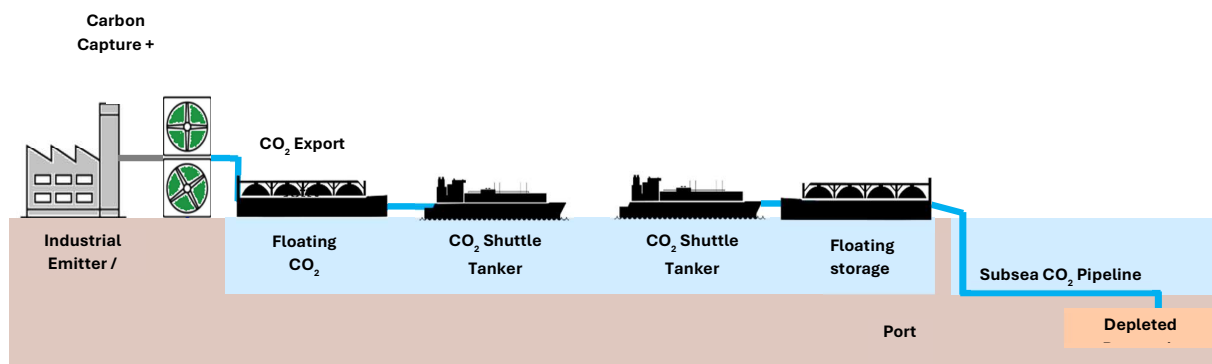 Carbon
Capture +
CO₂ Export
Industrial
Emitter /
Floating
CO₂
CO₂ Shuttle
Tanker
CO₂ Shuttle
Tanker
Floating
storage
Subsea CO₂ Pipeline
Port
Depleted